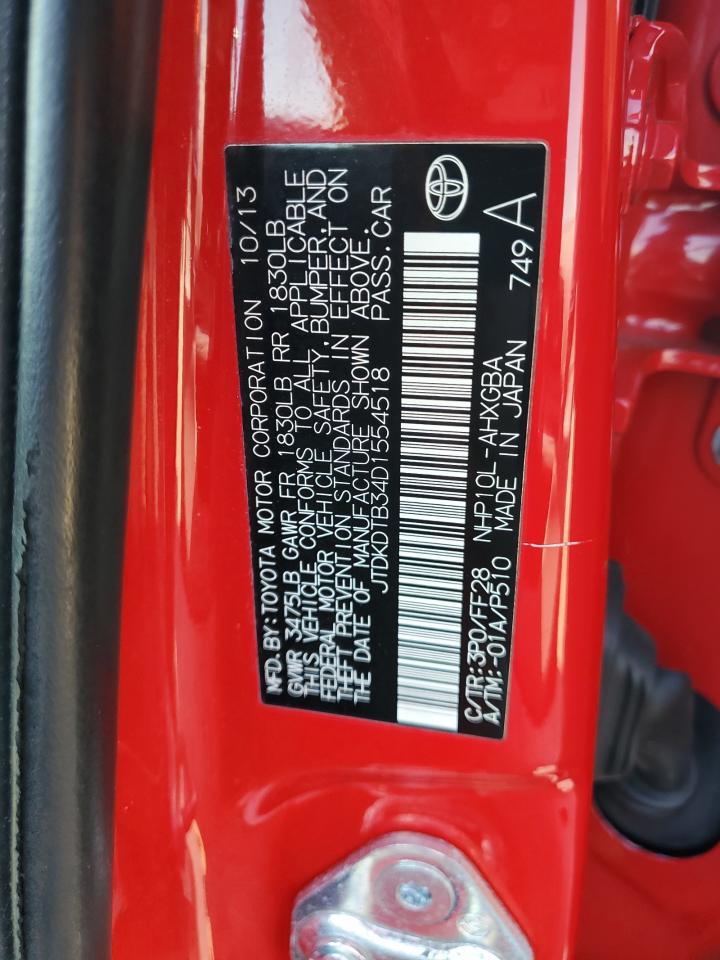 MFD. BY: TOYOTA MOTOR CORPORATION 10/13
GVWR 3475LB GAWR FR 1830LB RR 1830LB
THIS VEHICLE CONFORMS TO ALL APPLICABLE
FEDERAL MOTOR VEHICLE SAFETY, BUMPER, AND
THEFT PREVENTION STANDARDS IN EFFECT ON
THE DATE OF MANUFACTURE SHOWN ABOVE.
JTDKDTB34D1554518 PASS. CAR
C/TR: 3P0/FF28 NHP10L-AHXGBA
A/TM: -01A/P510 MADE IN JAPAN 749 A